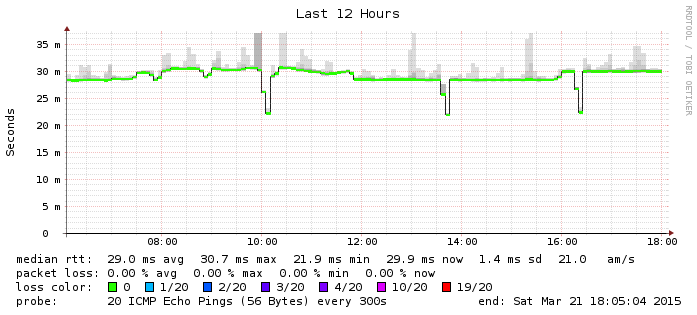 Last 12 Hours
RRDTOOL / TOBI OETIKER
Seconds
35 m
30 m
25 m
20 m
15 m
10 m
5 m
0
08:00 10:00 12:00 14:00 16:00 18:00
median rtt: 29.0 ms avg 30.7 ms max 21.9 ms min 29.9 ms now 1.4 ms sd 21.0 am/s
packet loss: 0.00 % avg 0.00 % max 0.00 % min 0.00 % now
loss color: 0 1/20 2/20 3/20 4/20 10/20 19/20
probe: 20 ICMP Echo Pings (56 Bytes) every 300s end: Sat Mar 21 18:05:04 2015